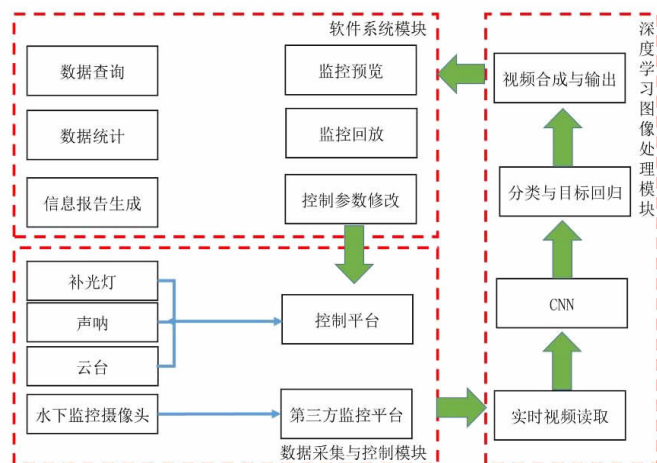 软件系统模块
数据查询
监控预览
数据统计
监控回放
信息报告生成
控制参数修改
补光灯
声呐
云台
控制平台
水下监控摄像头
第三方监控平台
数据采集与控制模块
深度学习图像处理模块
视频合成与输出
分类与目标回归
CNN
实时视频读取